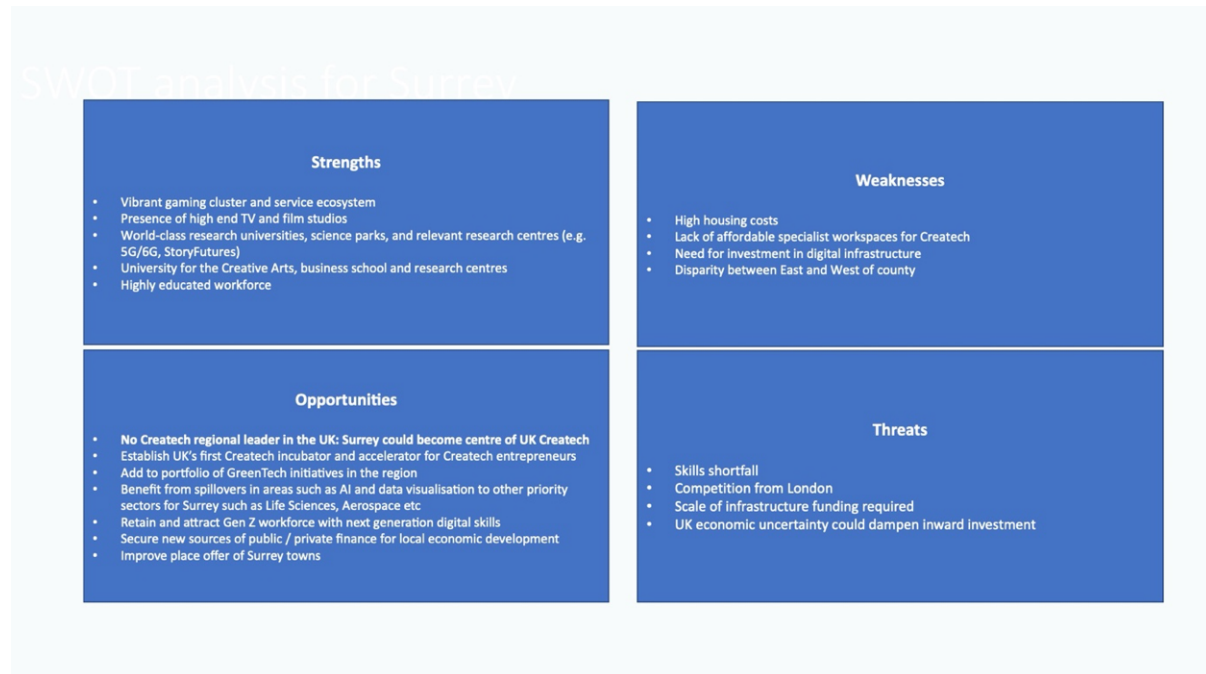 SWOT analysis for Surrey
Strengths
• Vibrant gaming cluster and service ecosystem
• Presence of high end TV and film studios
• World-class research universities, science parks, and relevant research centres (e.g.
5G/6G, StoryFutures)
• University for the Creative Arts, business school and research centres
• Highly educated workforce
Weaknesses
• High housing costs
• Lack of affordable specialist workspaces for Createch
• Need for investment in digital infrastructure
• Disparity between East and West of county
Opportunities
• No Createch regional leader in the UK: Surrey could become centre of UK Createch
• Establish UK's first Createch incubator and accelerator for Createch entrepreneurs
• Add to portfolio of GreenTech initiatives in the region
• Benefit from spillovers in areas such as AI and data visualisation to other priority
sectors for Surrey such as Life Sciences, Aerospace etc
• Retain and attract Gen Z workforce with next generation digital skills
• Secure new sources of public / private finance for local economic development
• Improve place offer of Surrey towns
Threats
• Skills shortfall
• Competition from London
• Scale of infrastructure funding required
• UK economic uncertainty could dampen inward investment